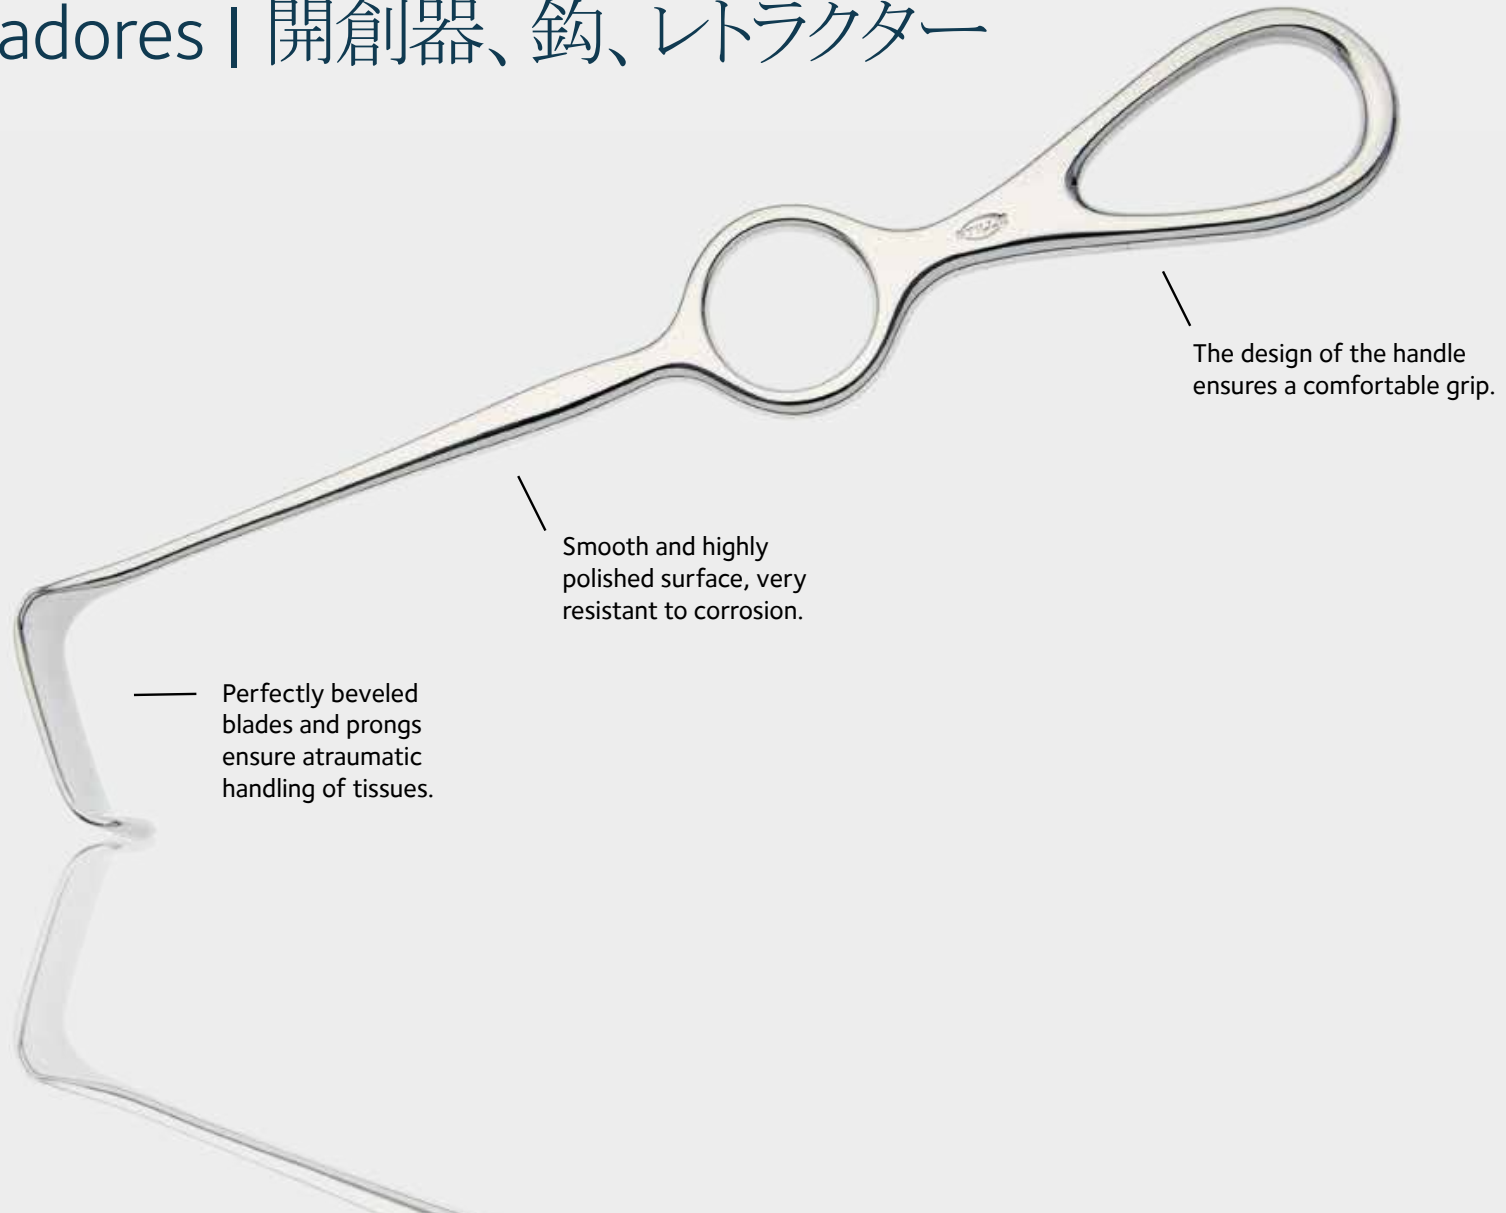 adores | 開創器、鈎、レトラクター
The design of the handle
ensures a comfortable grip.
Smooth and highly
polished surface, very
resistant to corrosion.
Perfectly beveled
blades and prongs
ensure atraumatic
handling of tissues.